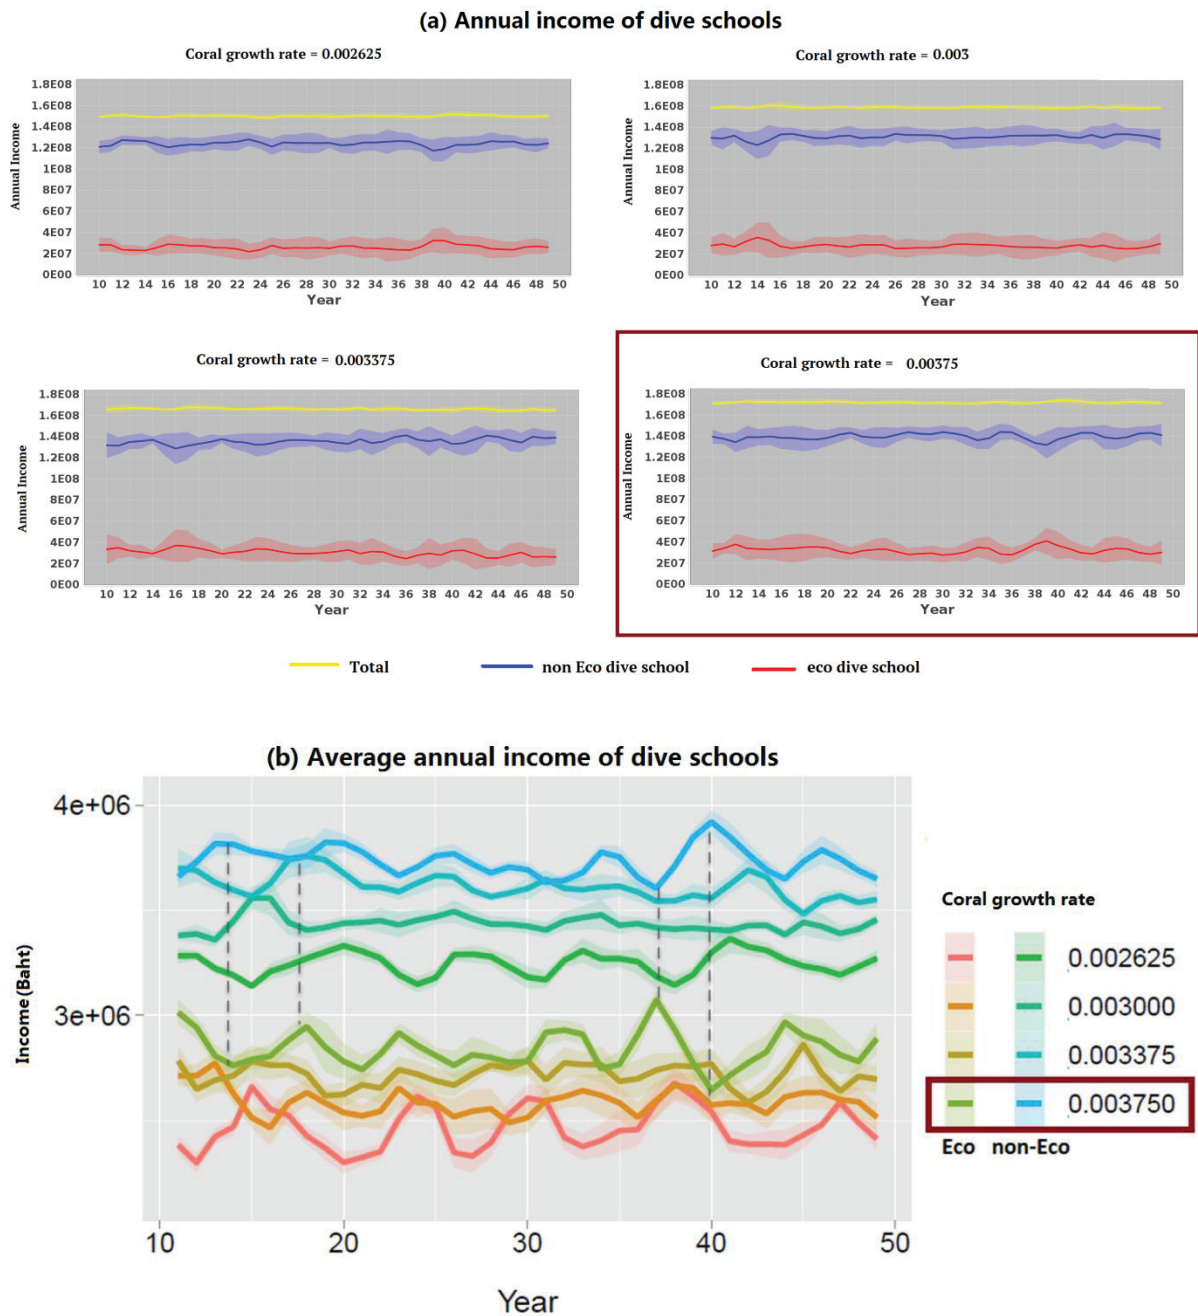 (a) Annual income of dive schools
Coral growth rate = 0.002625
1.8E08
1.6E08
1.4E08
1.2E08
1E08
8E07
6E07
4E07
2E07
0E00
Annual Income
10 12 14 16 18 20 22 24 26 28 30 32 34 36 38 40 42 44 46 48 50
Year
Coral growth rate = 0.003
1.8E08
1.6E08
1.4E08
1.2E08
1E08
8E07
6E07
4E07
2E07
0E00
Annual Income
10 12 14 16 18 20 22 24 26 28 30 32 34 36 38 40 42 44 46 48 50
Year
Coral growth rate = 0.003375
1.8E08
1.6E08
1.4E08
1.2E08
1E08
8E07
6E07
4E07
2E07
0E00
Annual Income
10 12 14 16 18 20 22 24 26 28 30 32 34 36 38 40 42 44 46 48 50
Year
Coral growth rate = 0.00375
1.8E08
1.6E08
1.4E08
1.2E08
1E08
8E07
6E07
4E07
2E07
0E00
Annual Income
10 12 14 16 18 20 22 24 26 28 30 32 34 36 38 40 42 44 46 48 50
Year
Total non Eco dive school eco dive school
(b) Average annual income of dive schools
4e+06
3e+06
Income (Baht)
10 20 30 40 50
Year
Coral growth rate
0.002625
0.003000
0.003375
0.003750
Eco non-Eco